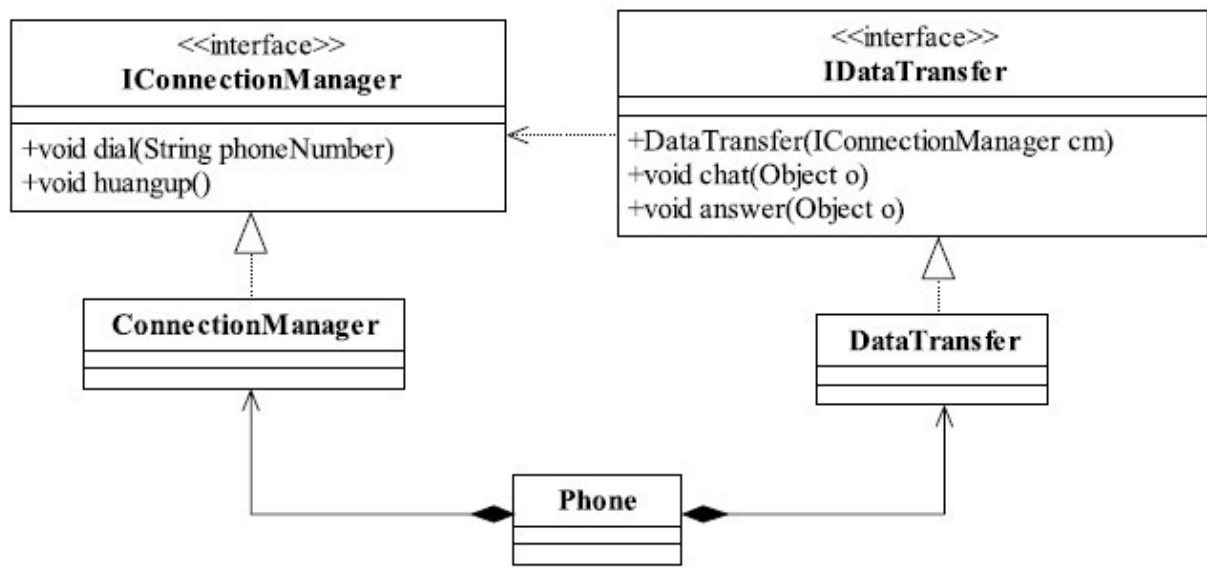 <<interface>>
IConnectionManager
+void dial(String phoneNumber)
+void huangup()
<<interface>>
IDataTransfer
+DataTransfer(IConnectionManager cm)
+void chat(Object o)
+void answer(Object o)
ConnectionManager
DataTransfer
Phone